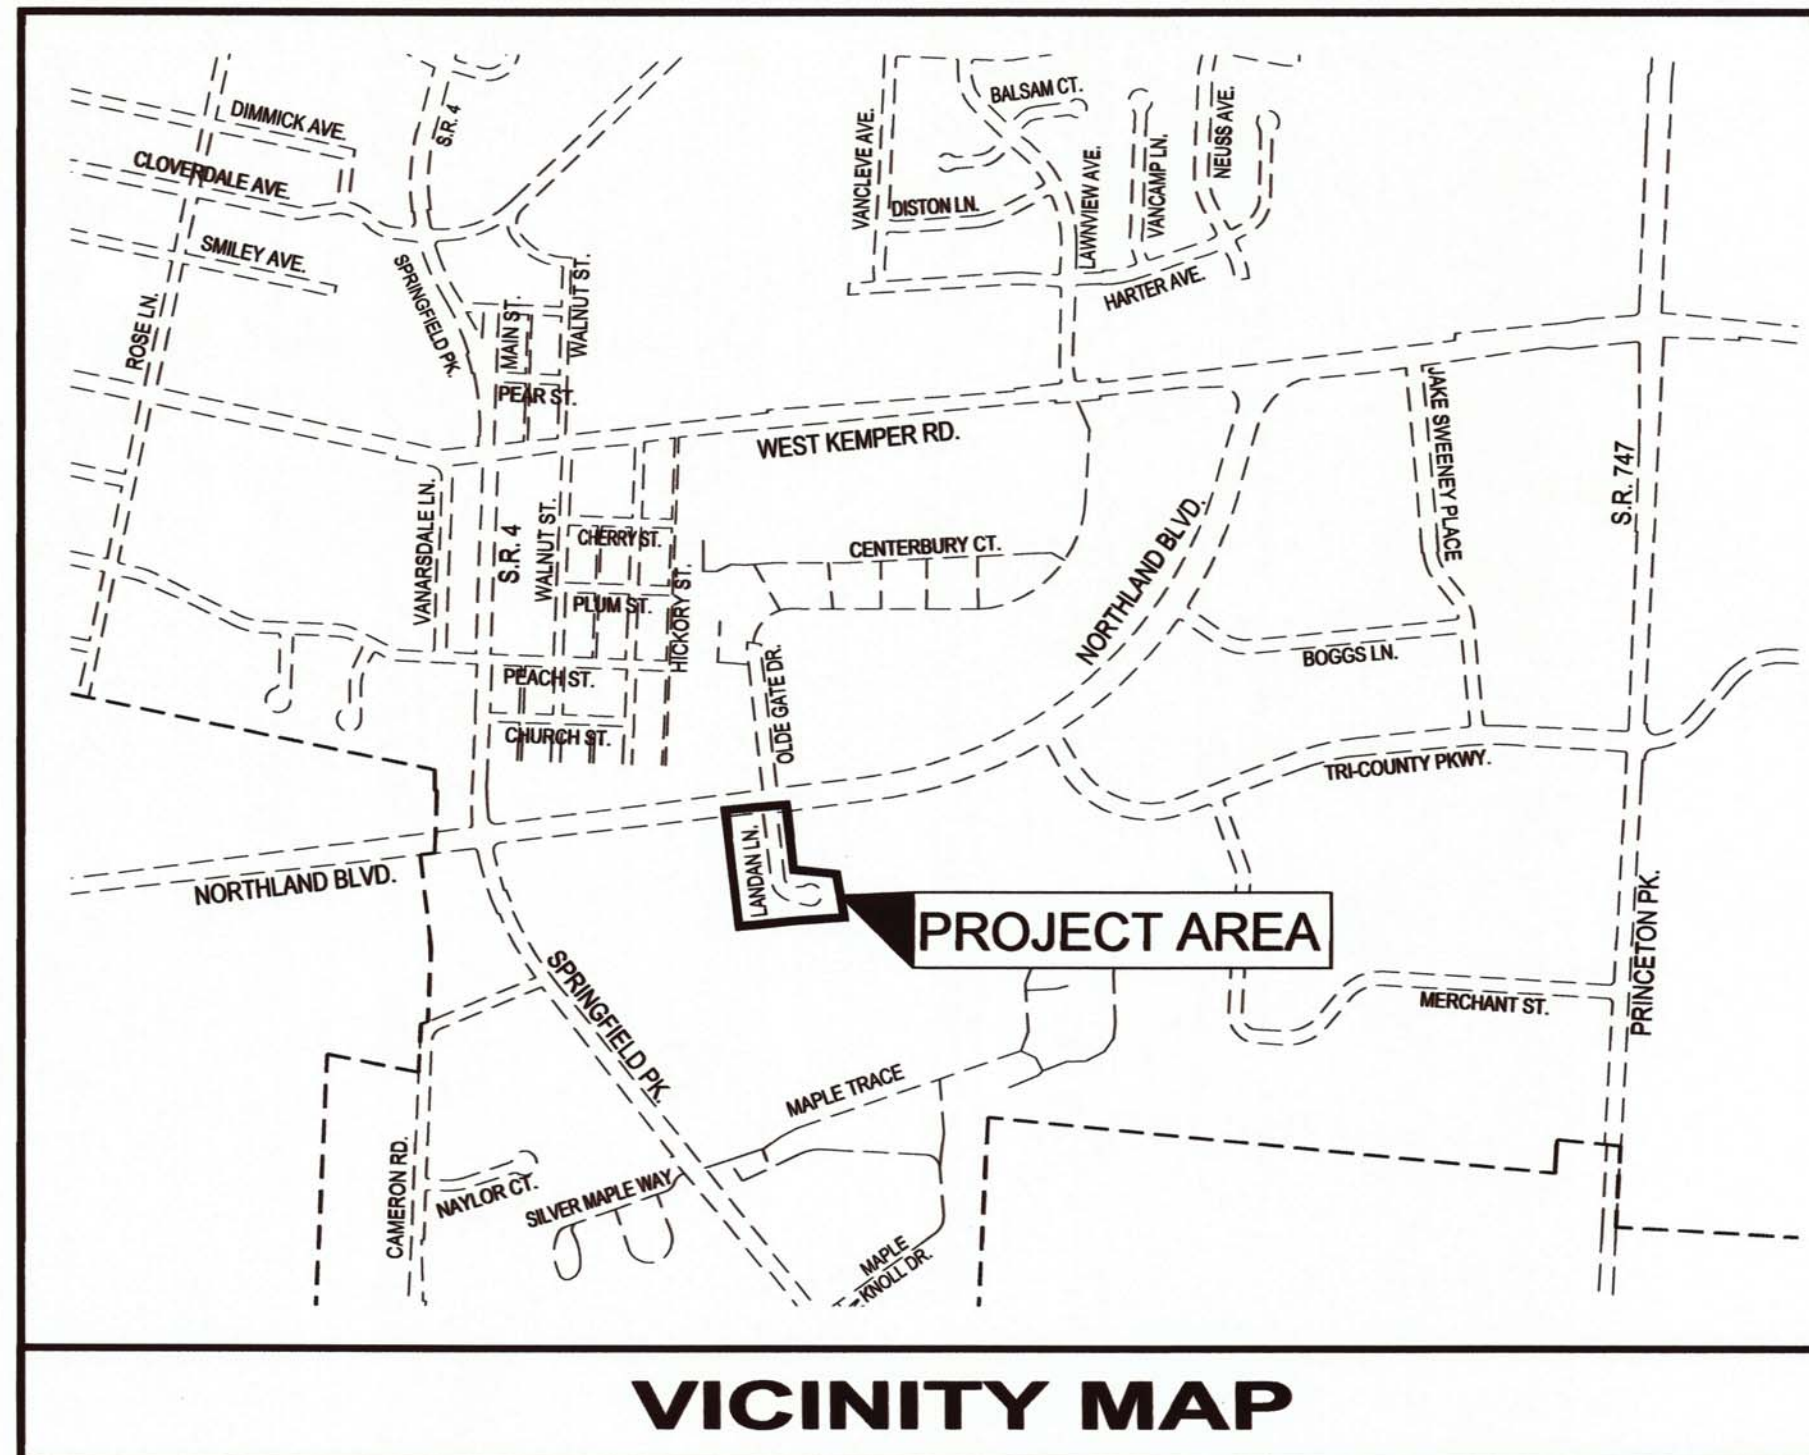 DIMMICK AVE.
S.R. 4
BALSAM CT.
NEUSS AVE.
VANCLEVE AVE.
CLOVERDALE AVE.
LAWNVIEW AVE.
VANCAMP LN.
DISTON LN.
SMILEY AVE.
SPRINGFIELD PK.
WALNUT ST.
HARTER AVE.
ROSE LN.
MAIN ST.
PEAR ST.
WEST KEMPER RD.
JAKE SWEENEY PLACE
S.R. 747
VANARSDALE LN.
S.R. 4
WALNUT ST.
CHERRY ST.
CENTERBURY CT.
NORTHLAND BLVD.
PLUM ST.
HICKORY ST.
PEACH ST.
OLDE GATE DR.
BOGGS LN.
CHURCH ST.
TRI-COUNTY PKWY.
NORTHLAND BLVD.
LANDAN LN.
PROJECT AREA
PRINCETON PK.
SPRINGFIELD PK.
MERCHANT ST.
MAPLE TRACE
CAMERON RD.
NAYLOR CT.
SILVER MAPLE WAY
MAPLE
KNOLL DR.
VICINITY MAP